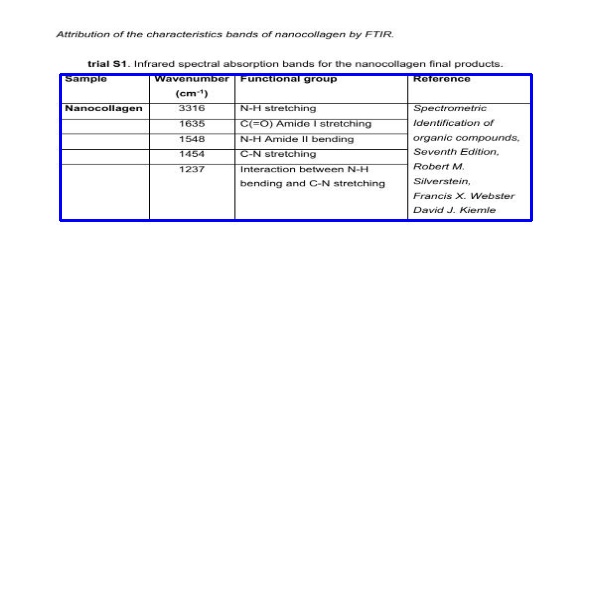 Attribution of the characteristics bands of nanocollagen by FTIR.
trial S1. Infrared spectral absorption bands for the nanocollagen final products.
Sample Wavenumber (cm⁻¹) Functional group Reference
Nanocollagen 3316 N-H stretching Spectrometric
1635 C(=O) Amide I stretching Identification of
1548 N-H Amide II bending organic compounds,
1454 C-N stretching Seventh Edition,
1237 Interaction between N-H Robert M.
bending and C-N stretching Silverstein,
Francis X. Webster
David J. Kiemle